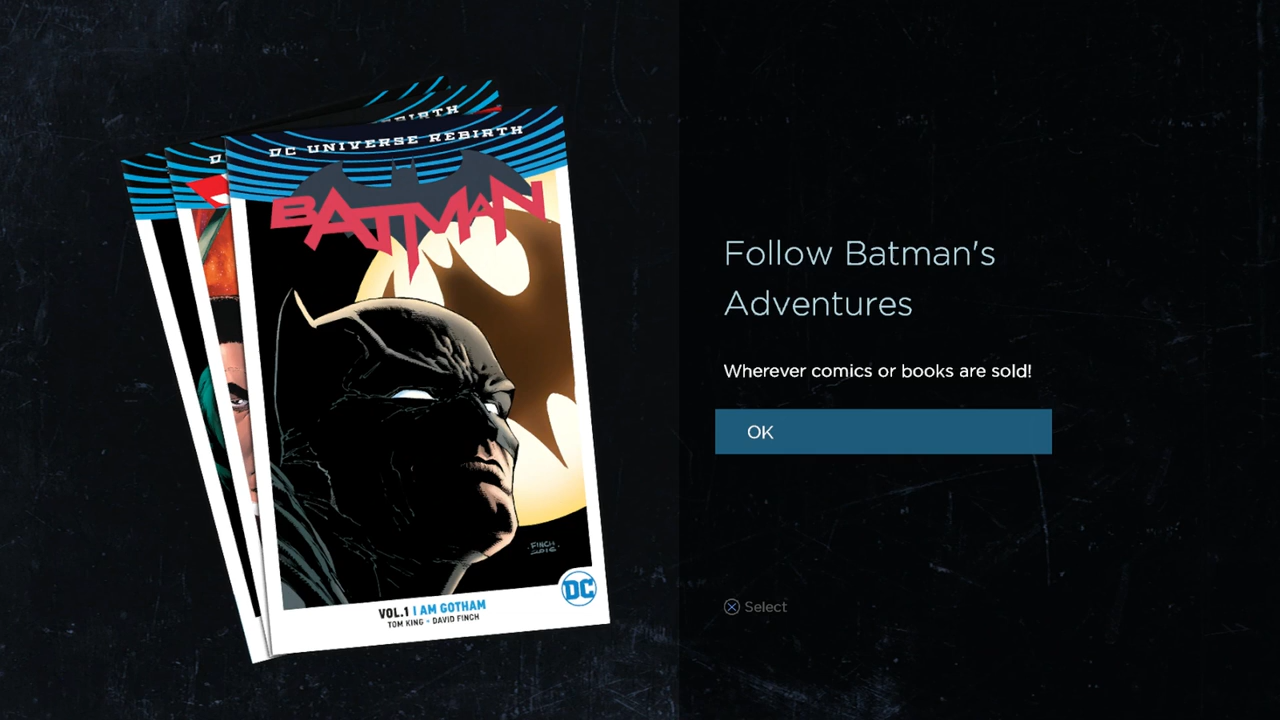 EBIRTH
D
DC UNIVERSE REBIRTH
BATMAN
FINCH
2016
DC
VOL.1 I AM GOTHAM
TOM KING • DAVID FINCH
Follow Batman's
Adventures
Wherever comics or books are sold!
OK
Select